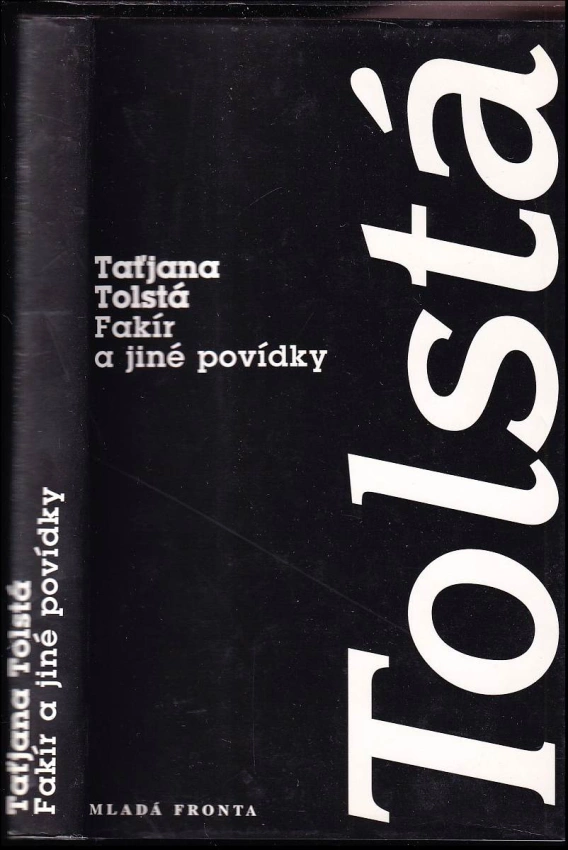 Taťjana Tolstá
Fakír a jiné povídky
Taťjana
Tolstá
Fakír
a jiné povídky
MLADÁ FRONTA
Tolstá